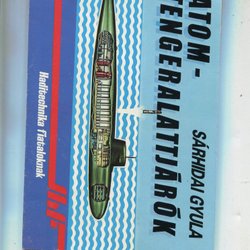 SÁRHIDAI GYULA
ATOM-
TENGERALATTJÁRÓK
Haditechnika fiataloknak